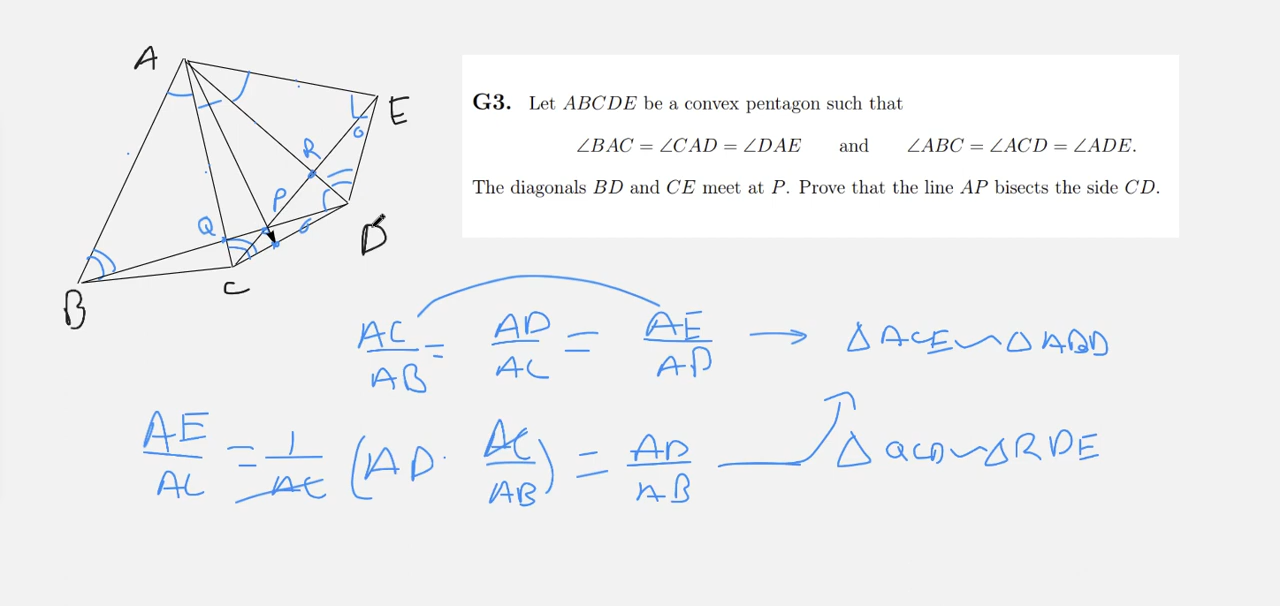 A
E
R
P
Q
D
B
C
G3. Let ABCDE be a convex pentagon such that
∠BAC = ∠CAD = ∠DAE and ∠ABC = ∠ACD = ∠ADE.
The diagonals BD and CE meet at P. Prove that the line AP bisects the side CD.
AC/AB = AD/AC = AE/AD → △ACE ~ △ABD
AE/AC = 1/AC (AD · AC/AB) = AD/AB
△QCD ~ △RDE